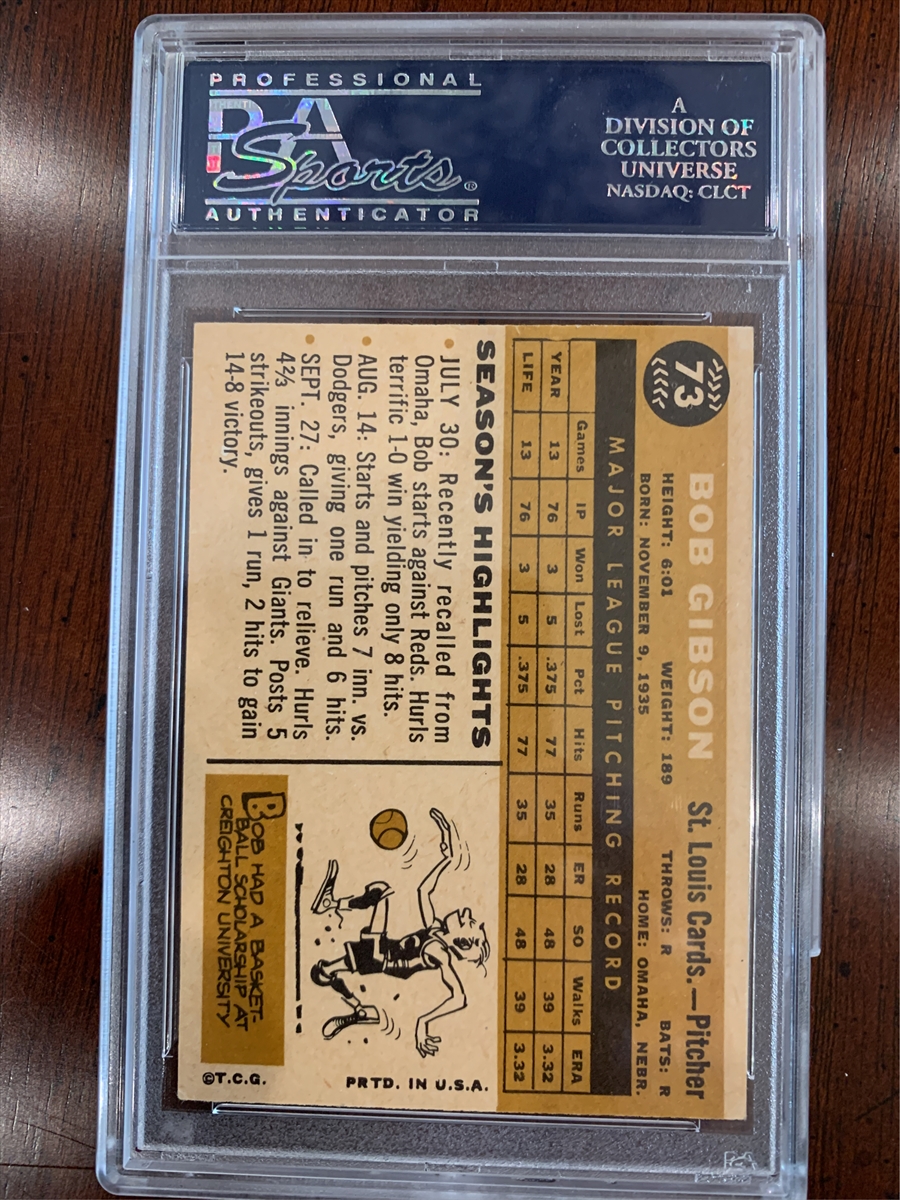 PROFESSIONAL
PSA
Sports®
AUTHENTICATOR
A
DIVISION OF
COLLECTORS
UNIVERSE
NASDAQ: CLCT
73
BOB GIBSON St. Louis Cards.—Pitcher
HEIGHT: 6:01 WEIGHT: 189 THROWS: R BATS: R
BORN: NOVEMBER 9, 1935 HOME: OMAHA, NEBR.
MAJOR LEAGUE PITCHING RECORD
Games IP Won Lost Pct Hits Runs ER SO Walks ERA
YEAR 13 76 3 5 .375 77 35 28 48 39 3.32
LIFE 13 76 3 5 .375 77 35 28 48 39 3.32
SEASON'S HIGHLIGHTS
• JULY 30: Recently recalled from
Omaha, Bob starts against Reds. Hurls
terrific 1-0 win yielding only 8 hits.
• AUG. 14: Starts and pitches 7 inn. vs.
Dodgers, giving one run and 6 hits.
• SEPT. 27: Called in to relieve. Hurls
4⅔ innings against Giants. Posts 5
strikeouts, gives 1 run, 2 hits to gain
14-8 victory.
BOB HAD A BASKET-
BALL SCHOLARSHIP AT
CREIGHTON UNIVERSITY
©T.C.G. PRTD. IN U.S.A.